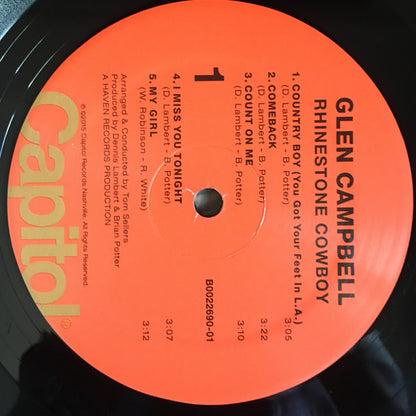 GLEN CAMPBELL
RHINESTONE COWBOY
1. COUNTRY BOY (You Got Your Feet In L.A.) 3:05
(D. Lambert - B. Potter)
2. COMEBACK 3:22
(D. Lambert - B. Potter)
3. COUNT ON ME 3:10
(D. Lambert - B. Potter)
1
B0022690-01
4. I MISS YOU TONIGHT 3:07
(D. Lambert - B. Potter)
5. MY GIRL 3:12
(W. Robinson - R. White)
Arranged & Conducted by Tom Sellers
Produced by Dennis Lambert & Brian Potter
A HAVEN RECORDS PRODUCTION
℗©2015 Capitol Records Nashville. All Rights Reserved.
Capitol®